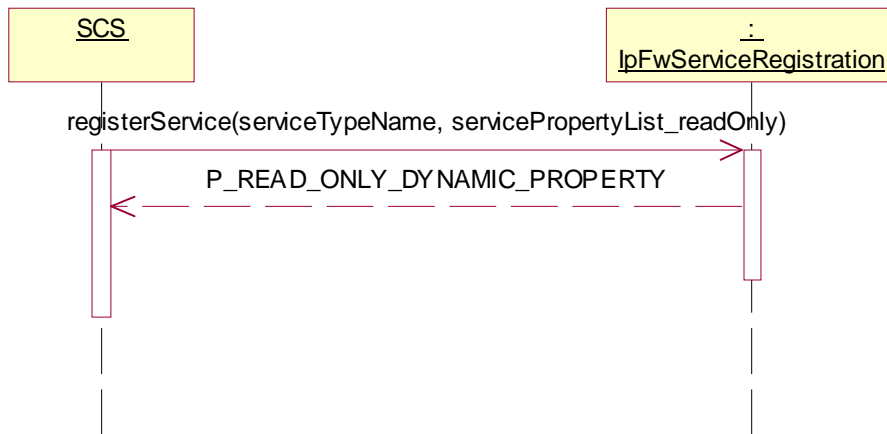 SCS
:
IpFwServiceRegistration
registerService(serviceTypeName, servicePropertyList_readOnly)
P_READ_ONLY_DYNAMIC_PROPERTY